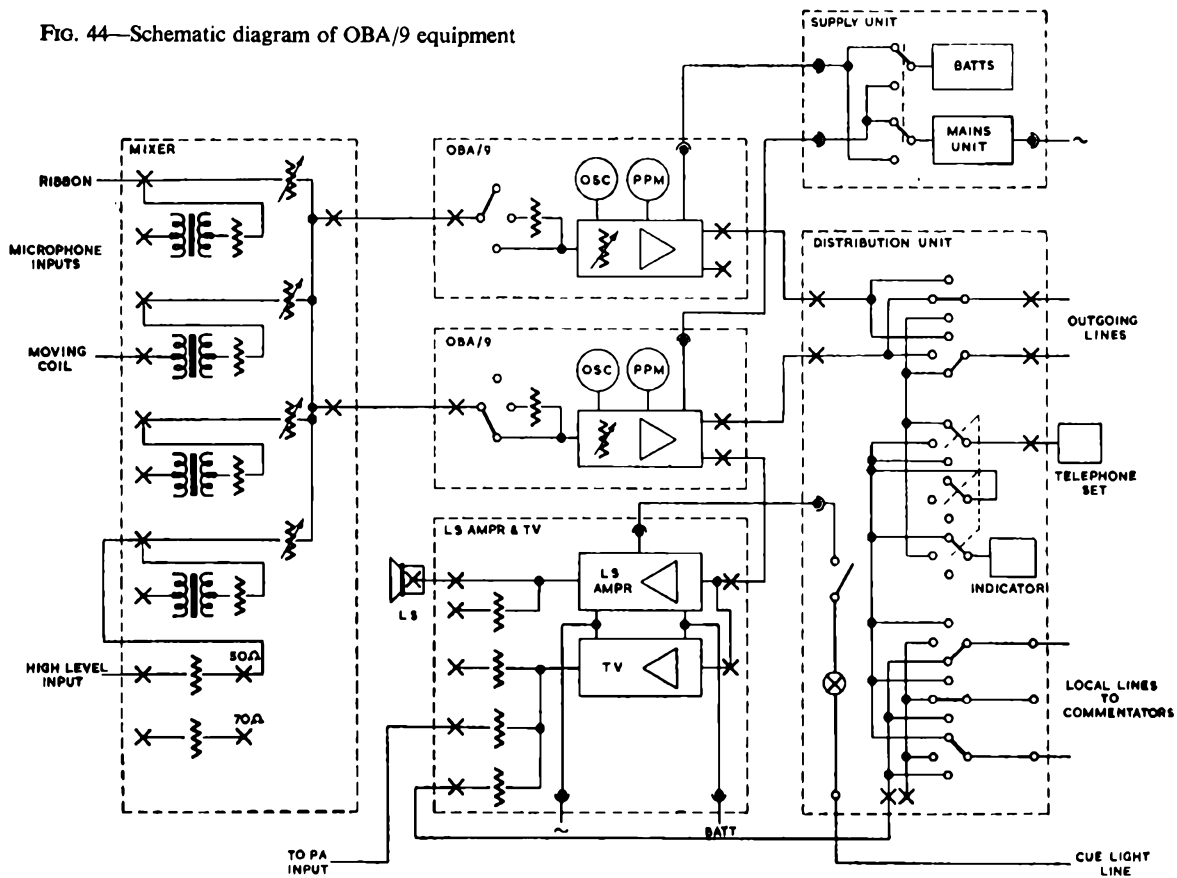 FIG. 44—Schematic diagram of OBA/9 equipment
SUPPLY UNIT
BATTS
MAINS
UNIT
~
MIXER
RIBBON
MICROPHONE
INPUTS
MOVING
COIL
HIGH LEVEL
INPUT
50Ω
70Ω
OBA/9
OSC
PPM
OBA/9
OSC
PPM
LS AMPR & TV
LS
LS
AMPR
TV
~
BATT
TO PA
INPUT
DISTRIBUTION UNIT
OUTGOING
LINES
TELEPHONE
SET
INDICATOR
LOCAL LINES
TO
COMMENTATORS
CUE LIGHT
LINE